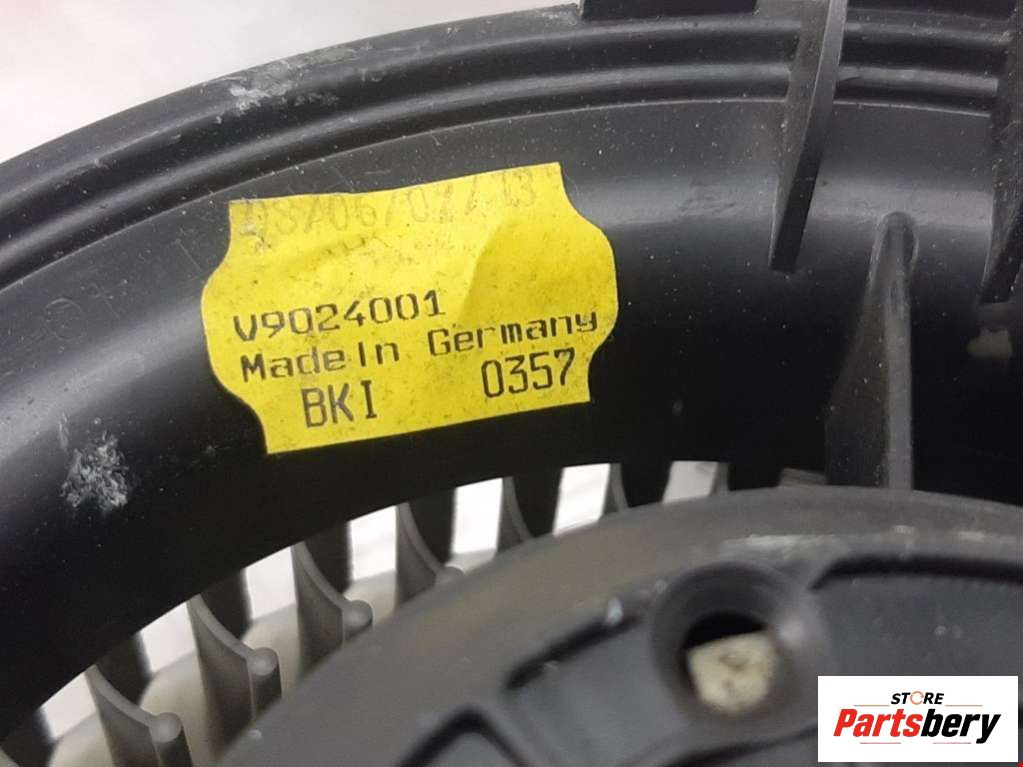 V9024001
MadeIn Germany
BKI 0357
STORE
Partsbery